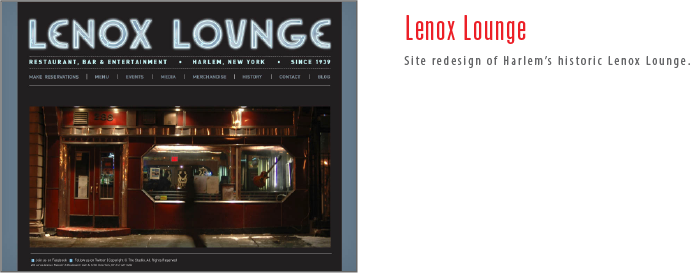 LENOX LOUNGE
RESTAURANT, BAR & ENTERTAINMENT • HARLEM, NEW YORK • SINCE 1939
MAKE RESERVATIONS | MENU | EVENTS | MEDIA | MERCHANDISE | HISTORY | CONTACT | BLOG
Lenox Lounge
Site redesign of Harlem's historic Lenox Lounge.